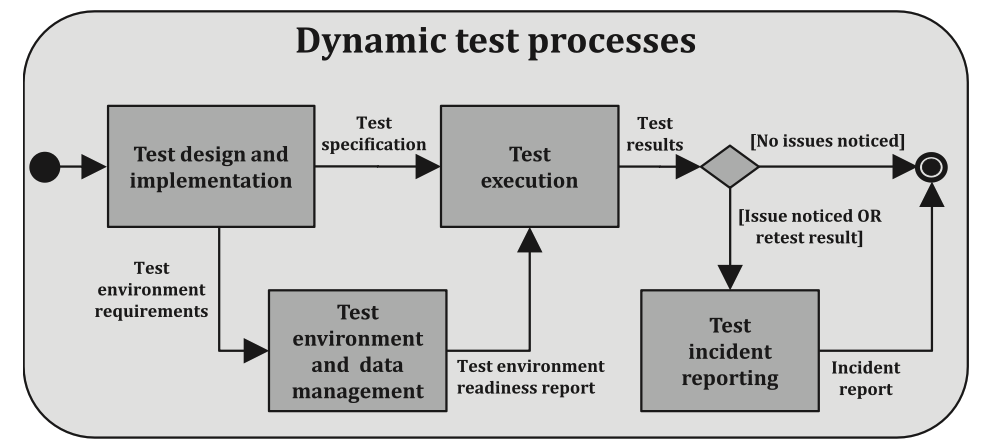 Dynamic test processes
Test design and
implementation
Test
specification
Test
execution
Test
results
[No issues noticed]
[Issue noticed OR
retest result]
Test
environment
requirements
Test
environment
and data
management
Test environment
readiness report
Test
incident
reporting
Incident
report